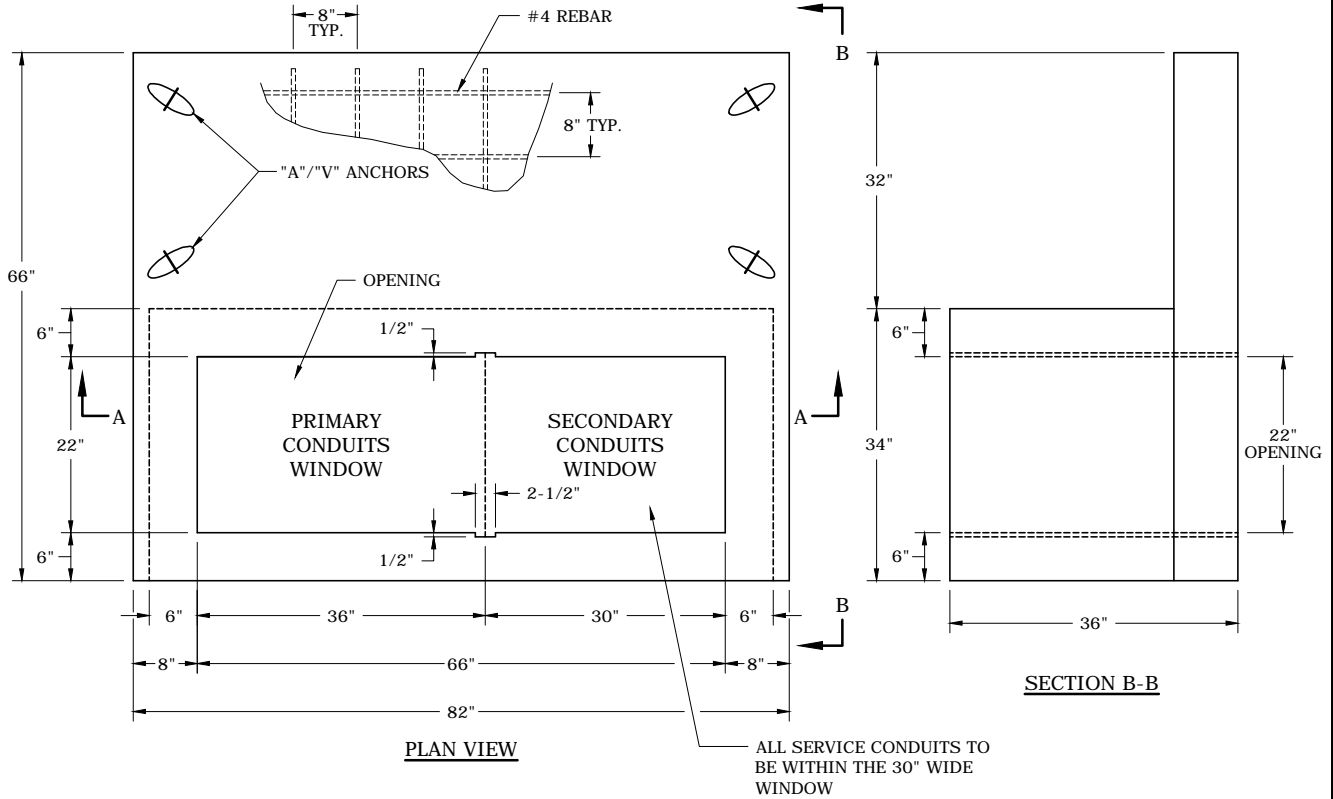 8"
TYP.
#4 REBAR
B
8" TYP.
"A"/"V" ANCHORS
32"
66"
OPENING
6"
1/2"
6"
A
PRIMARY
CONDUITS
WINDOW
SECONDARY
CONDUITS
WINDOW
A
22"
34"
22"
OPENING
2-1/2"
6"
1/2"
6"
6"
36"
30"
6"
B
36"
8"
66"
8"
SECTION B-B
82"
PLAN VIEW
ALL SERVICE CONDUITS TO
BE WITHIN THE 30" WIDE
WINDOW